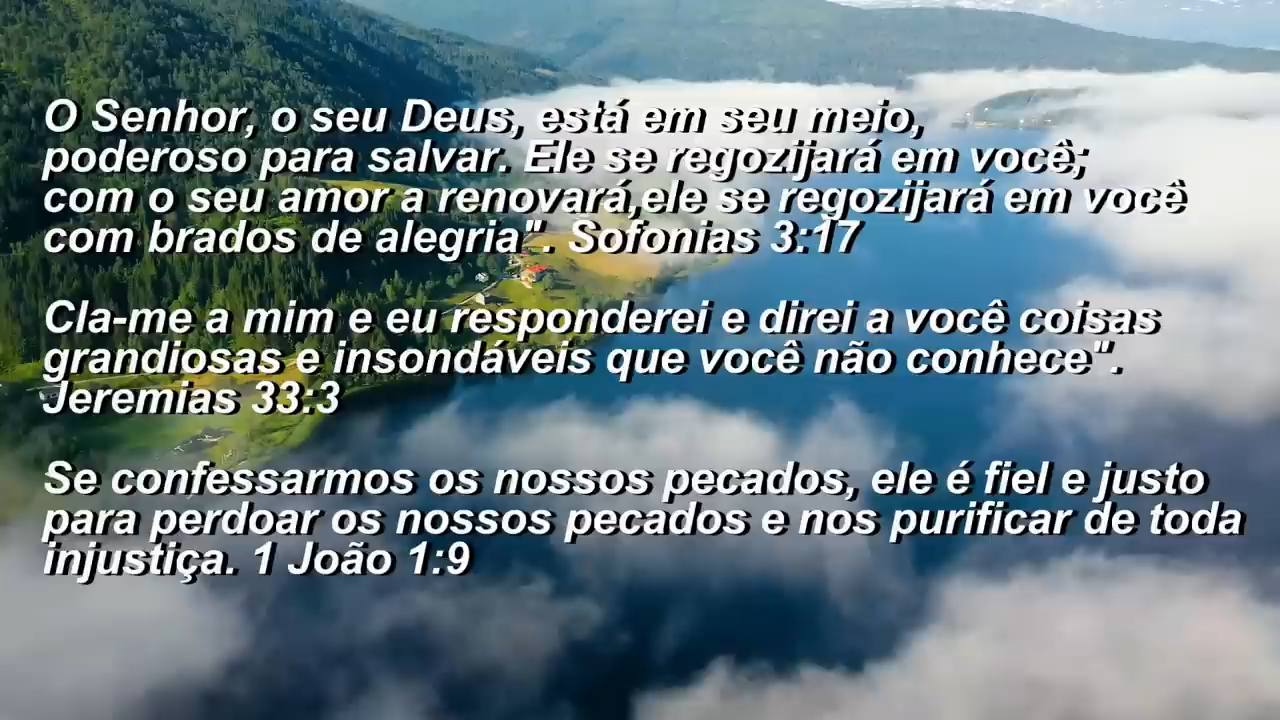 O Senhor, o seu Deus, está em seu meio,
poderoso para salvar. Ele se regozijará em você;
com o seu amor a renovará,ele se regozijará em você
com brados de alegria". Sofonias 3:17
Cla-me a mim e eu responderei e direi a você coisas
grandiosas e insondáveis que você não conhece".
Jeremias 33:3
Se confessarmos os nossos pecados, ele é fiel e justo
para perdoar os nossos pecados e nos purificar de toda
injustiça. 1 João 1:9